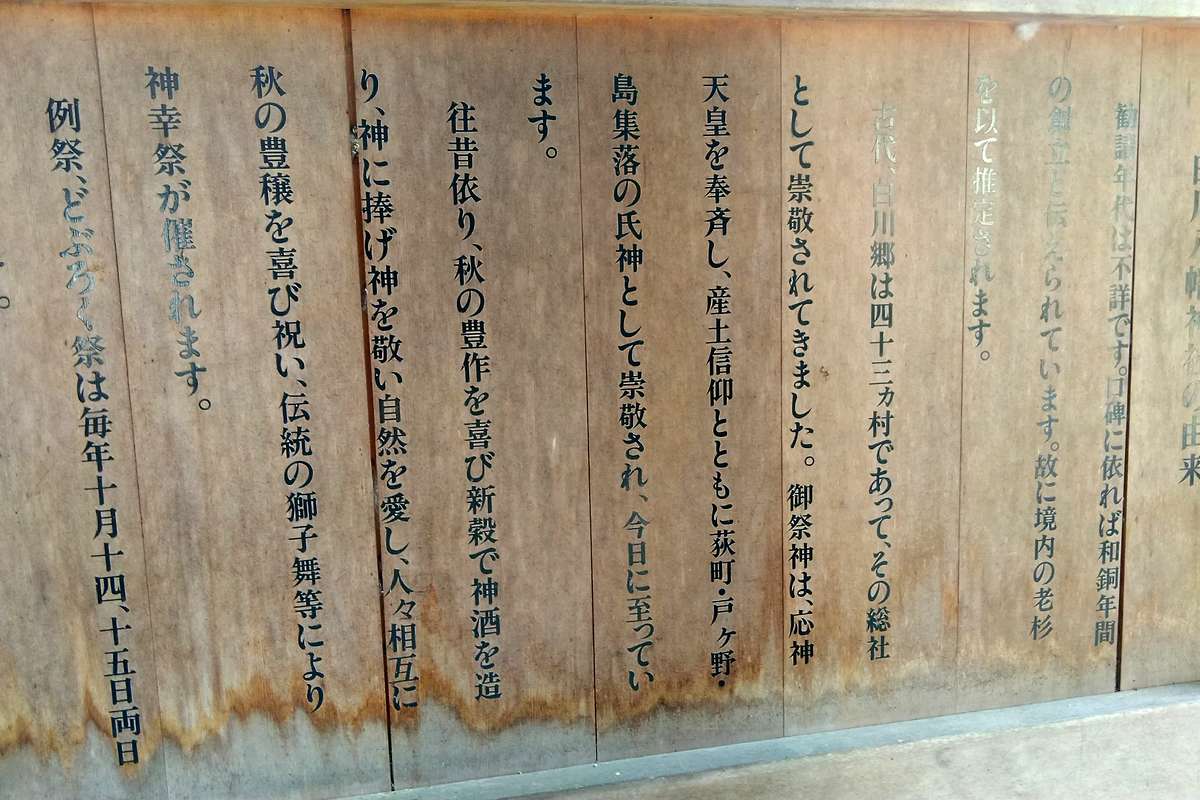 白川八幡神社の由来
勧請年代は不詳です。口碑に依れば和銅年間
の創立と伝えられています。故に境内の老杉
を以て推定されます。
古代、白川郷は四十三ヵ村であって、その総社
として崇敬されてきました。御祭神は、応神
天皇を奉斉し、産土信仰とともに荻町・戸ヶ野・
島集落の氏神として崇敬され、今日に至ってい
ます。
往昔依り、秋の豊作を喜び新穀で神酒を造
り、神に捧げ神を敬い自然を愛し、人々相互に
秋の豊穣を喜び祝い、伝統の獅子舞等により
神幸祭が催されます。
例祭、どぶろく祭は毎年十月十四、十五日両日